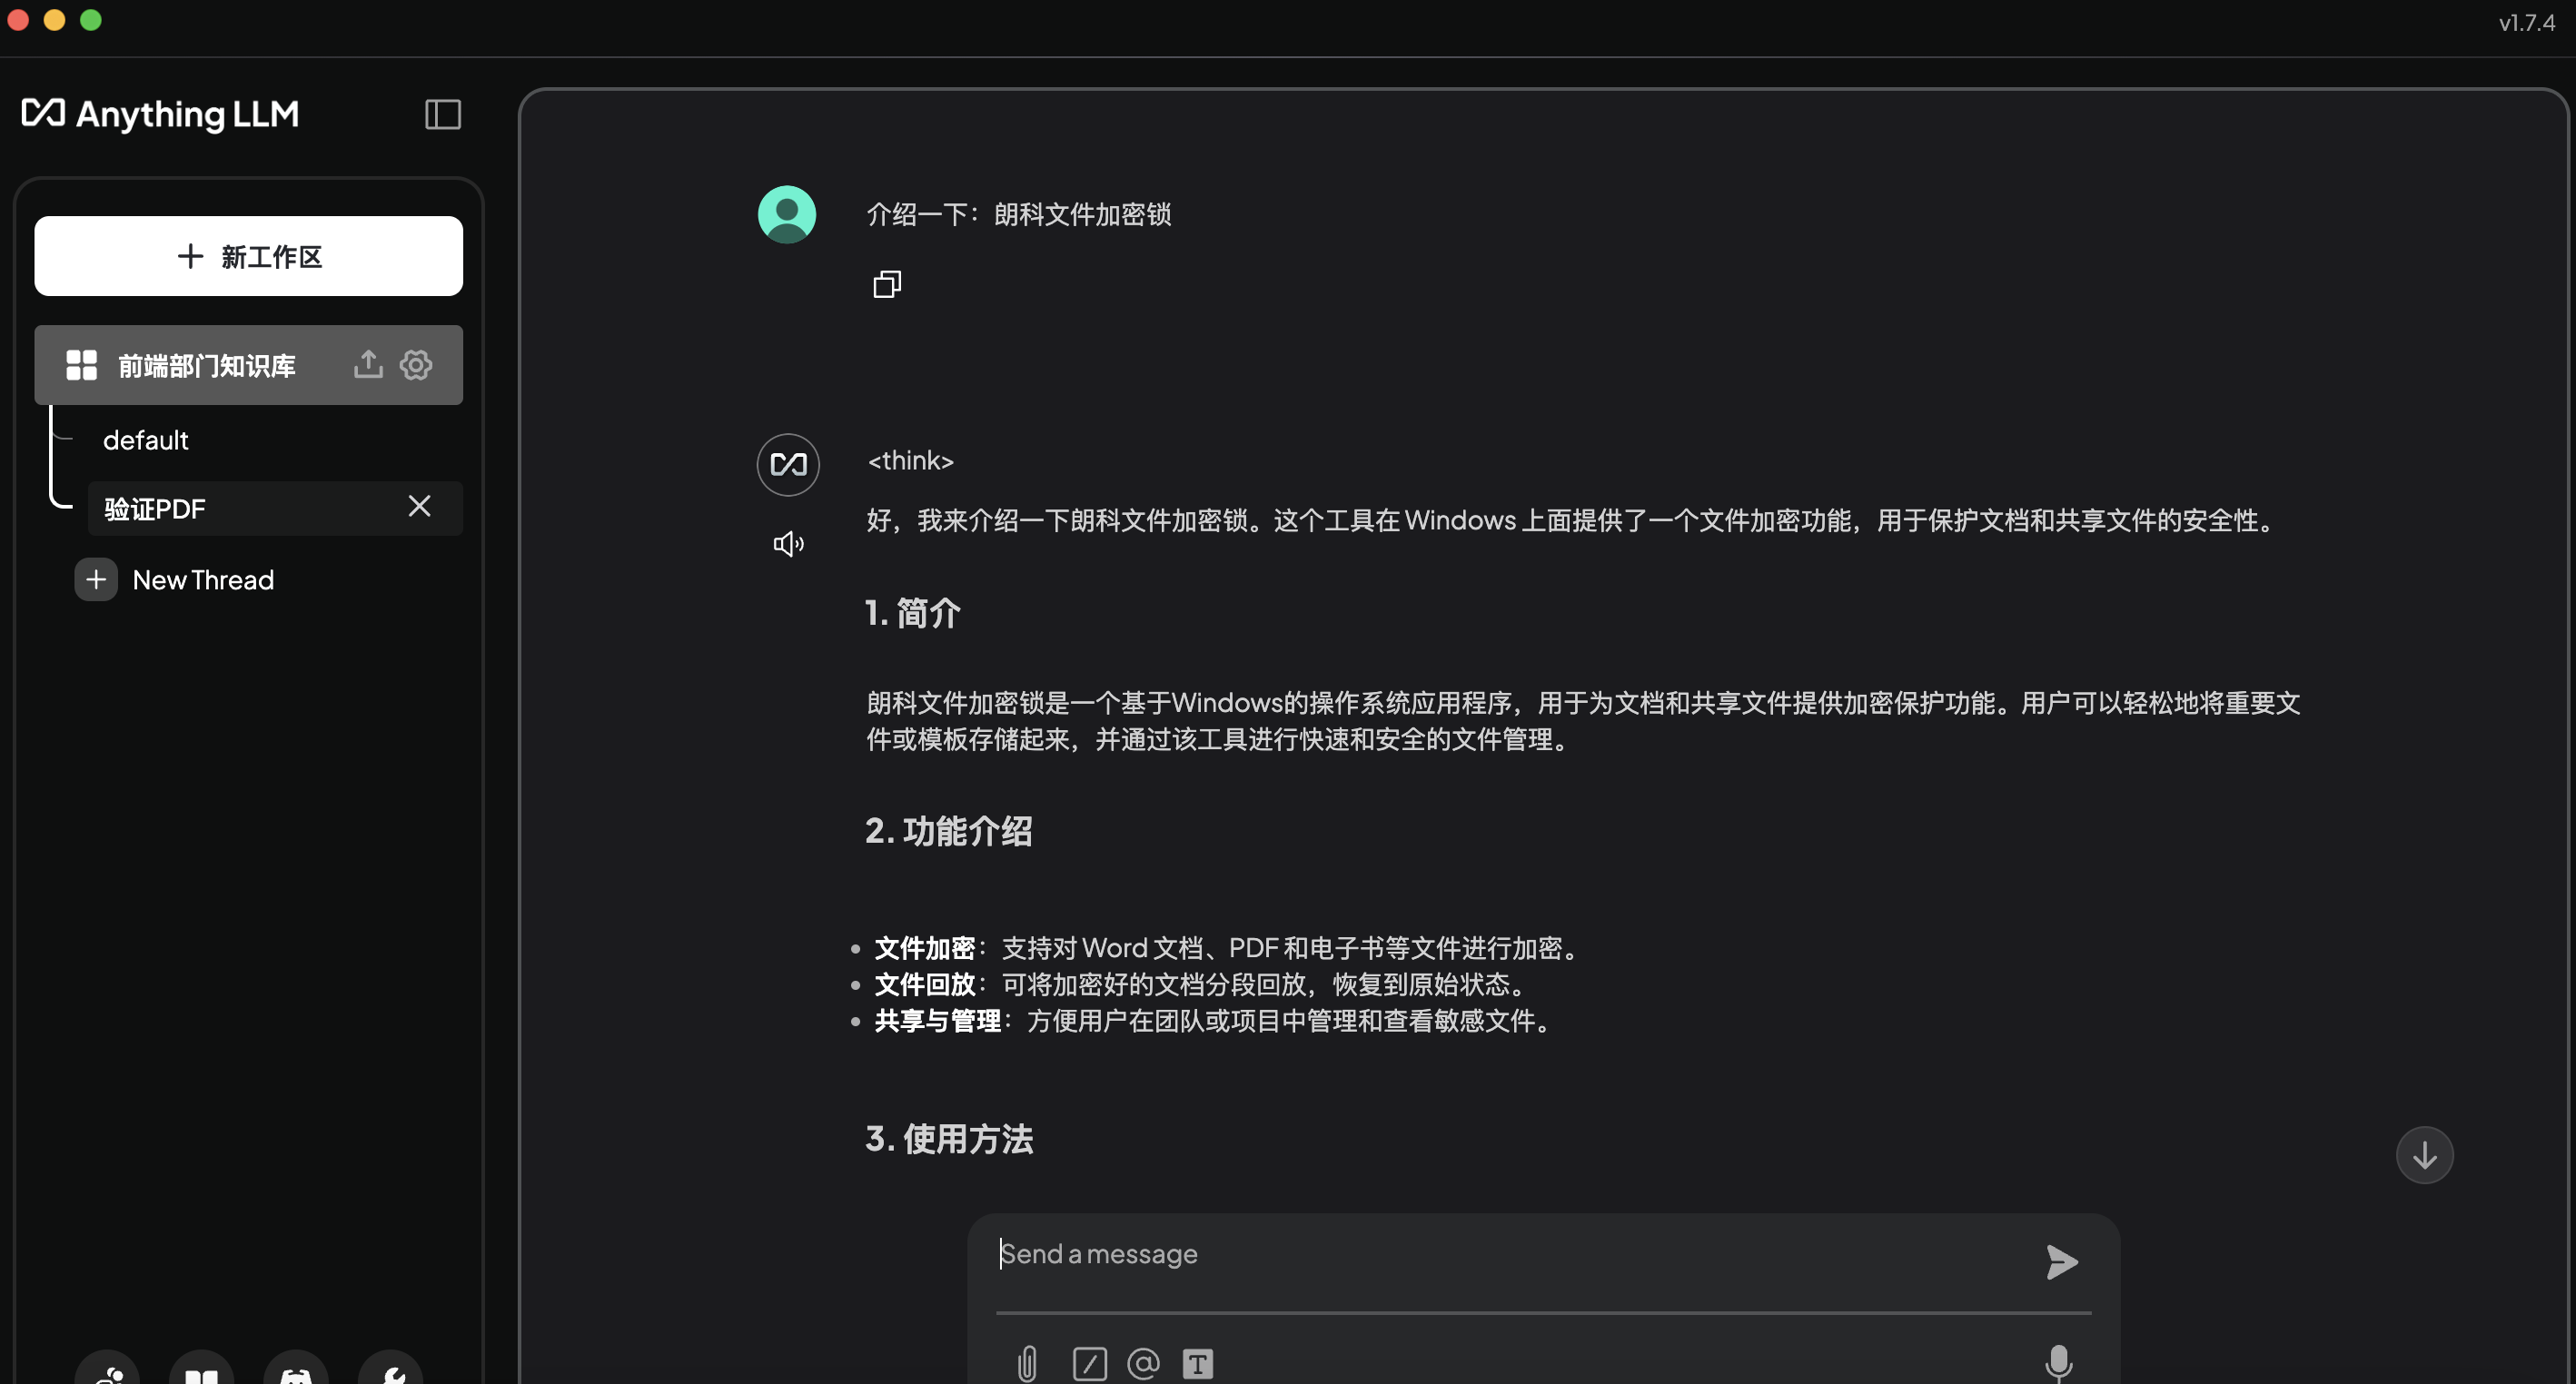 v1.7.4
Anything LLM
新工作区
前端部门知识库
default
验证PDF
New Thread
介绍一下：朗科文件加密锁
<think>
好，我来介绍一下朗科文件加密锁。这个工具在 Windows 上面提供了一个文件加密功能，用于保护文档和共享文件的安全性。
1. 简介
朗科文件加密锁是一个基于Windows的操作系统应用程序，用于为文档和共享文件提供加密保护功能。用户可以轻松地将重要文
件或模板存储起来，并通过该工具进行快速和安全的文件管理。
2. 功能介绍
• 文件加密：支持对 Word 文档、PDF 和电子书等文件进行加密。
• 文件回放：可将加密好的文档分段回放，恢复到原始状态。
• 共享与管理：方便用户在团队或项目中管理和查看敏感文件。
3. 使用方法
Send a message